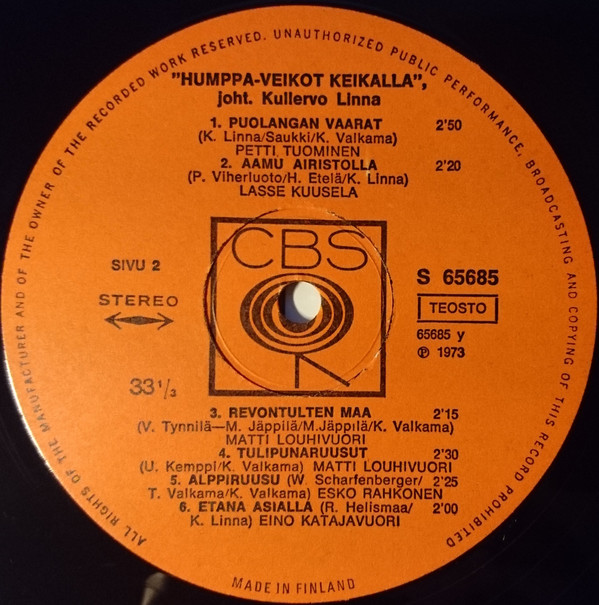 ALL RIGHTS OF THE MANUFACTURER AND OF THE OWNER OF THE RECORDED WORK RESERVED. UNAUTHORIZED PUBLIC PERFORMANCE, BROADCASTING AND COPYING OF THIS RECORD PROHIBITED
"HUMPPA-VEIKOT KEIKALLA",
joht. Kullervo Linna
1. PUOLANGAN VAARAT 2'50
(K. Linna/Saukki/K. Valkama)
PETTI TUOMINEN
2. AAMU AIRISTOLLA 2'20
(P. Viherluoto/H. Etelä/K. Linna)
LASSE KUUSELA
CBS
SIVU 2
STEREO
33 1/3
S 65685
TEOSTO
65685 y
℗ 1973
3. REVONTULTEN MAA 2'15
(V. Tynnilä—M. Jäppilä/M.Jäppılä/K. Valkama)
MATTI LOUHIVUORI
4. TULIPUNARUUSUT 2'30
(U. Kemppi/K. Valkama) MATTI LOUHIVUORI
5. ALPPIRUUSU (W. Scharfenberger/ 2'25
T. Valkama/K. Valkama) ESKO RAHKONEN
6. ETANA ASIALLA (R. Helismaa/ 2'00
K. Linna) EINO KATAJAVUORI
MADE IN FINLAND